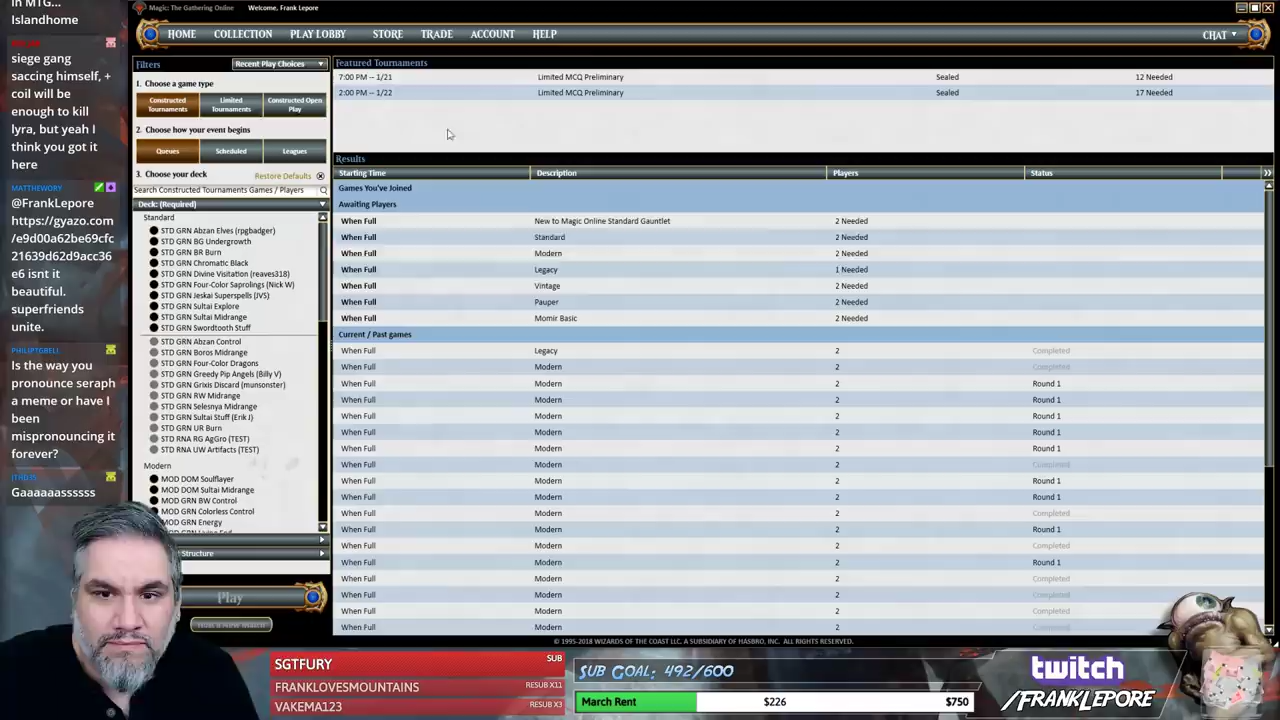 in MTG...
Islandhome
siege gang
saccing himself, +
coil will be
enough to kill
lyra, but yeah I
think you got it
here
MATTHEWORY
@FrankLepore
https://gyazo.com
/e9d00a62be69cfc
21639d62d9acc36
e6 isnt it
beautiful.
superfriends
unite.
PHILIPTGBELL
Is the way you
pronounce seraph
a meme or have I
been
mispronouncing it
forever?
Gaaaaasssss
Magic: The Gathering Online Welcome, Frank Lepore
HOME COLLECTION PLAY LOBBY STORE TRADE ACCOUNT HELP CHAT
Filters Recent Play Choices
1. Choose a game type
Constructed Tournaments Limited Tournaments Constructed Open Play
2. Choose how your event begins
Queues Scheduled Leagues
3. Choose your deck Restore Defaults
Search Constructed Tournaments Games / Players
Deck: (Required)
Standard
STD GRN Abzan Elves (rpgbadger)
STD GRN BG Undergrowth
STD GRN BR Burn
STD GRN Chromatic Black
STD GRN Divine Visitation (reaves318)
STD GRN Four-Color Saprolings (Nick W)
STD GRN Jeskai Superspells (JVS)
STD GRN Sultai Explore
STD GRN Sultai Midrange
STD GRN Swordtooth Stuff
STD GRN Abzan Control
STD GRN Boros Midrange
STD GRN Four-Color Dragons
STD GRN Greedy Pip Angels (Billy V)
STD GRN Grixis Discard (munsonster)
STD GRN RW Midrange
STD GRN Selesnya Midrange
STD GRN Sultai Stuff (Erik J)
STD GRN UR Burn
STD RNA RG AgGro (TEST)
STD RNA UW Artifacts (TEST)
Modern
MOD DOM Soulflayer
MOD DOM Sultai Midrange
MOD GRN BW Control
MOD GRN Colorless Control
MOD GRN Energy
Structure
Play
Featured Tournaments
7:00 PM -- 1/21 Limited MCQ Preliminary Sealed 12 Needed
2:00 PM -- 1/22 Limited MCQ Preliminary Sealed 17 Needed
Results
Starting Time Description Players Status
Games You've Joined
Awaiting Players
When Full New to Magic Online Standard Gauntlet 2 Needed
When Full Standard 2 Needed
When Full Modern 2 Needed
When Full Legacy 1 Needed
When Full Vintage 2 Needed
When Full Pauper 2 Needed
When Full Momir Basic 2 Needed
Current / Past games
When Full Legacy 2 Completed
When Full Modern 2 Completed
When Full Modern 2 Round 1
When Full Modern 2 Round 1
When Full Modern 2 Round 1
When Full Modern 2 Round 1
When Full Modern 2 Round 1
When Full Modern 2 Completed
When Full Modern 2 Round 1
When Full Modern 2 Round 1
When Full Modern 2 Completed
When Full Modern 2 Round 1
When Full Modern 2 Completed
When Full Modern 2 Round 1
When Full Modern 2 Completed
When Full Modern 2 Completed
When Full Modern 2 Completed
When Full Modern 2 Completed
© 1995-2018 WIZARDS OF THE COAST LLC. A SUBSIDIARY OF HASBRO, INC. ALL RIGHTS RESERVED.
SGTFURY SUB
FRANKLOVESMOUNTAINS RESUB X11
VAKEMA123 RESUB X3
SUB GOAL: 492/600
March Rent $226 $750
twitch
/FRANKLEPORE